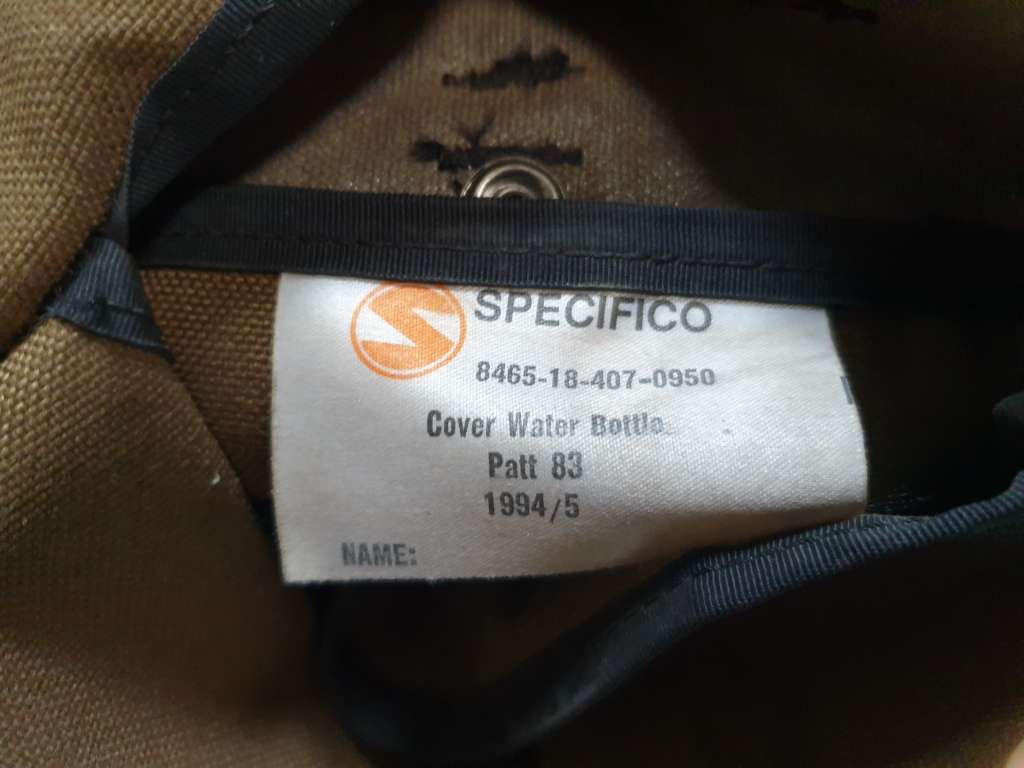 SPECIFICO
8465-18-407-0950
Cover Water Bottle
Patt 83
1994/5
NAME: